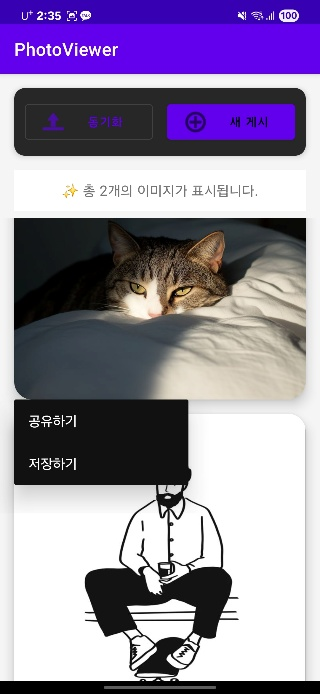 U⁺ 2:35 100
PhotoViewer
동기화
새 게시
✨ 총 2개의 이미지가 표시됩니다.
공유하기
저장하기